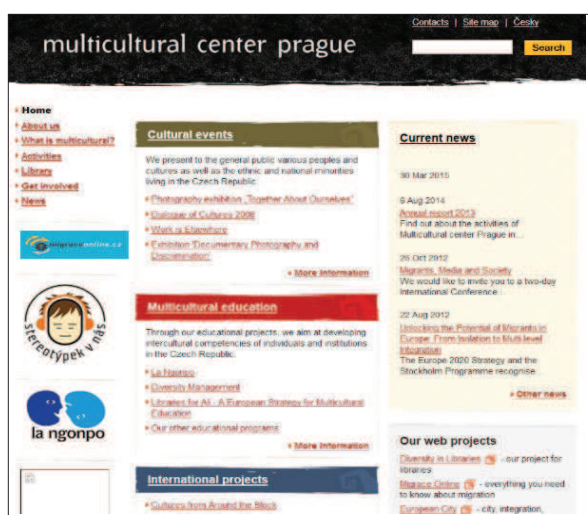 Contacts | Site map | Česky
multicultural center prague
Search
Home
About us
What is multicultural?
Activities
Library
Get involved
News
migraceonline.cz
stereotýpek v nás
la ngonpo
Cultural events
We present to the general public various peoples and
cultures as well as the ethnic and national minorities
living in the Czech Republic.
Photography exhibition „Together About Ourselves"
Dialogue of Cultures 2008
Work is Elsewhere
Exhibition 'Documentary Photography and
Discrimination'
More Information
Multicultural education
Through our educational projects, we aim at developing
intercultural competencies of individuals and institutions
in the Czech Republic.
La Ngonpo
Diversity Management
Libraries for All - A European Strategy for Multicultural
Education
Our other educational programs
More Information
International projects
Cultures from Around the Block
Current news
30 Mar 2015
6 Aug 2014
Annual report 2013
Find out about the activities of
Multicultural center Prague in...
26 Oct 2012
Migrants, Media and Society
We would like to invite you to a two-day
International Conference...
22 Aug 2012
Unlocking the Potential of Migrants in
Europe: From Isolation to Multi level
Integration
The Europe 2020 Strategy and the
Stockholm Programme recognise...
Other news
Our web projects
Diversity in Libraries - our project for
libraries
Migrace Online - everything you need
to know about migration
European City - city, integration,